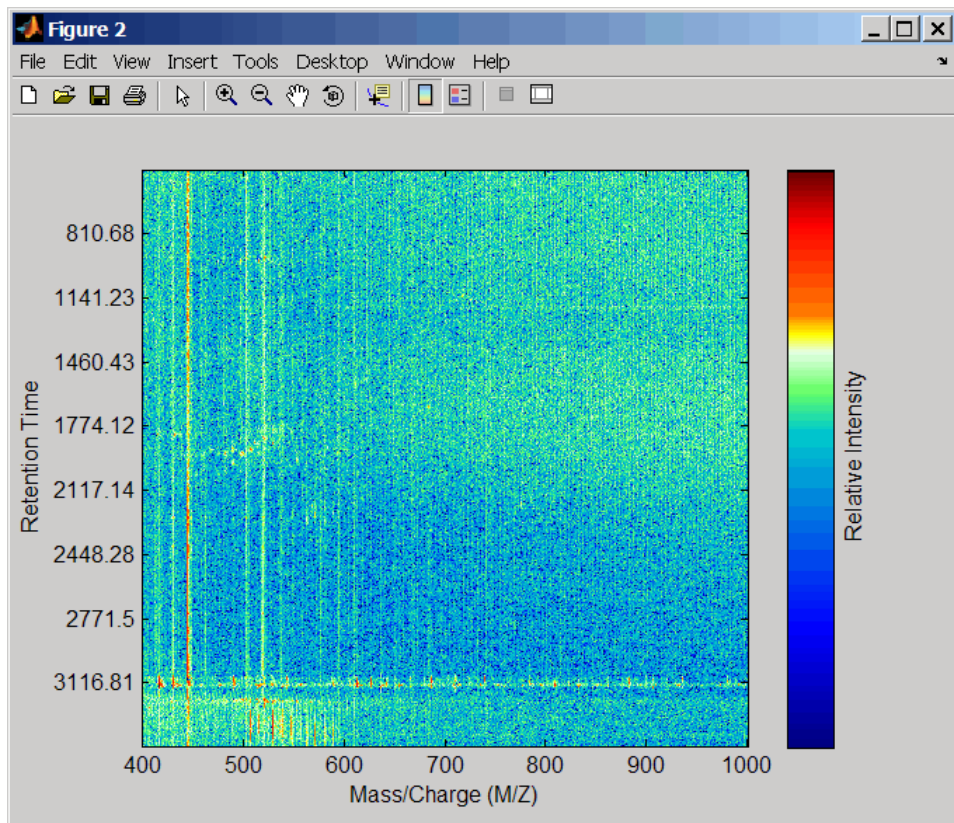 Figure 2
File Edit View Insert Tools Desktop Window Help
810.68
1141.23
1460.43
1774.12
2117.14
2448.28
2771.5
3116.81
Retention Time
400 500 600 700 800 900 1000
Mass/Charge (M/Z)
Relative Intensity